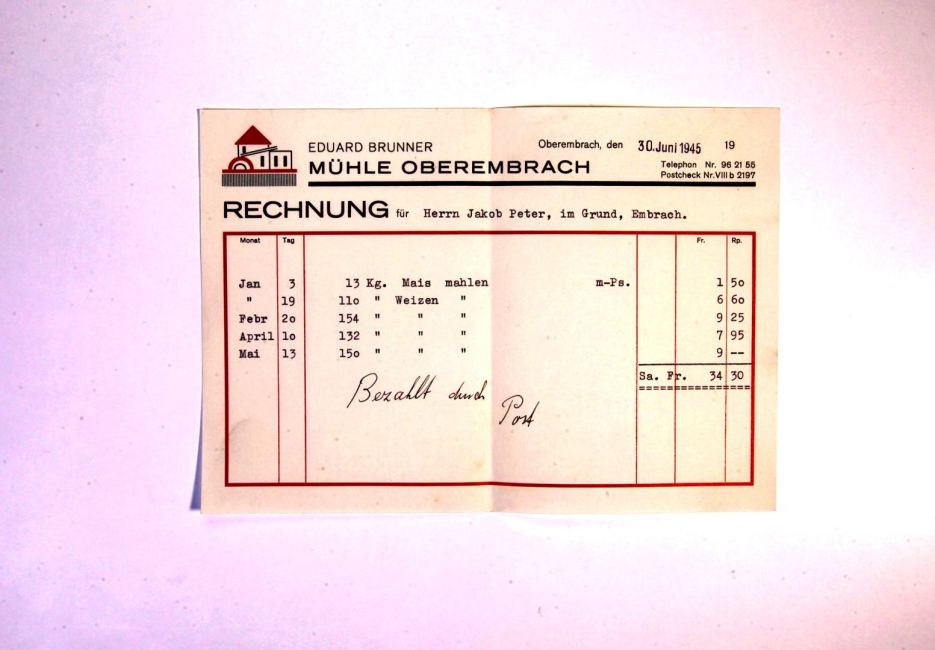 EDUARD BRUNNER
MÜHLE OBEREMBRACH
Oberembrach, den 30.Juni 1945 19
Telephon Nr. 96 21 55
Postcheck Nr. VIII b 2197
RECHNUNG für Herrn Jakob Peter, im Grund, Embrach.
Monat Tag Fr. Rp.
Jan 3 13 Kg. Mais mahlen m-Ps. 1 50
" 19 11o " Weizen " 6 6o
Febr 2o 154 " " " 9 25
April 1o 132 " " " 7 95
Mai 13 15o " " " 9 --
Sa. Fr. 34 30
Bezahlt durch
Post